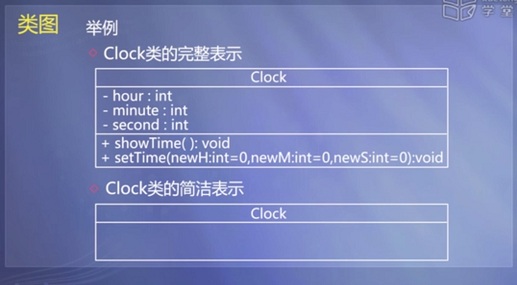 类图
举例
Clock类的完整表示
Clock
- hour : int
- minute : int
- second : int
+ showTime( ): void
+ setTime(newH:int=0,newM:int=0,newS:int=0):void
Clock类的简洁表示
Clock
学堂